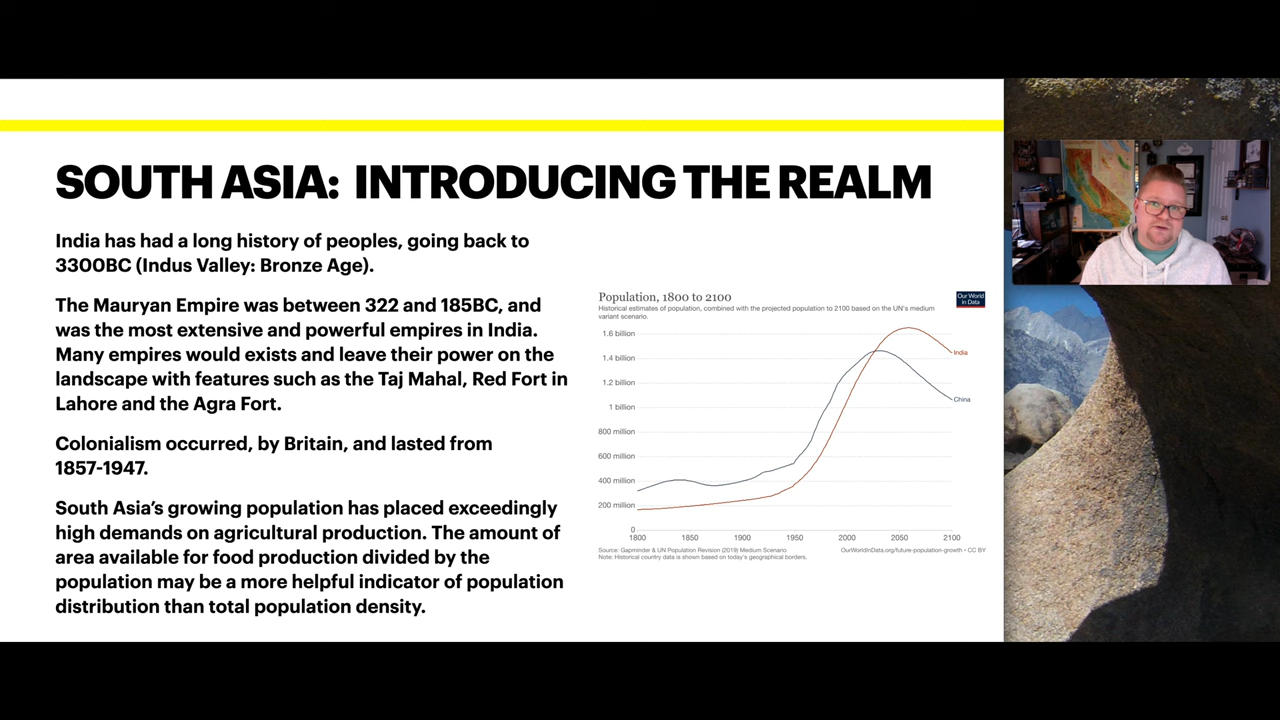 SOUTH ASIA: INTRODUCING THE REALM
India has had a long history of peoples, going back to
3300BC (Indus Valley: Bronze Age).
The Mauryan Empire was between 322 and 185BC, and
was the most extensive and powerful empires in India.
Many empires would exists and leave their power on the
landscape with features such as the Taj Mahal, Red Fort in
Lahore and the Agra Fort.
Colonialism occurred, by Britain, and lasted from
1857-1947.
South Asia’s growing population has placed exceedingly
high demands on agricultural production. The amount of
area available for food production divided by the
population may be a more helpful indicator of population
distribution than total population density.
Population, 1800 to 2100
Historical estimates of population, combined with the projected population to 2100 based on the UN's medium
variant scenario.
Our World
in Data
1.6 billion
1.4 billion
1.2 billion
1 billion
800 million
600 million
400 million
200 million
0
India
China
1800 1850 1900 1950 2000 2050 2100
Source: Gapminder & UN Population Revision (2019) Medium Scenario
OurWorldInData.org/future-population-growth • CC BY
Note: Historical country data is shown based on today's geographical borders.